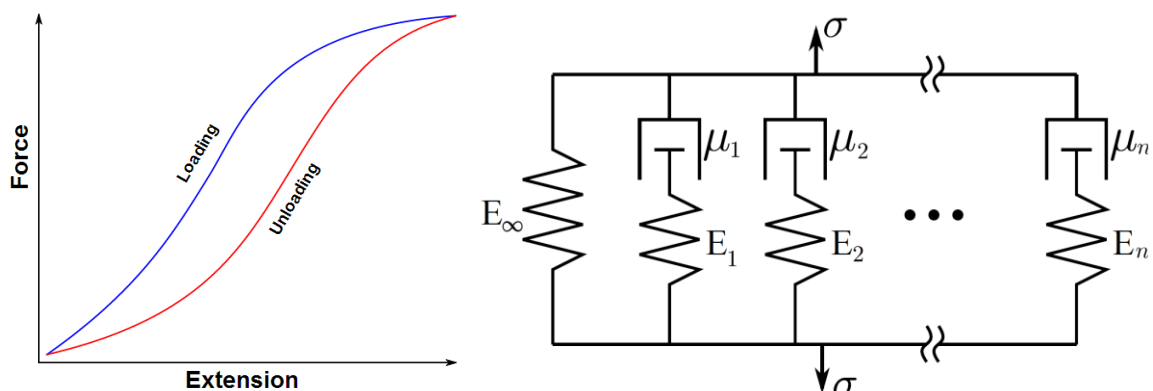 Force
Loading
Unloading
Extension
σ
μ₁
μ₂
μₙ
E∞
E₁
E₂
•••
Eₙ
σ